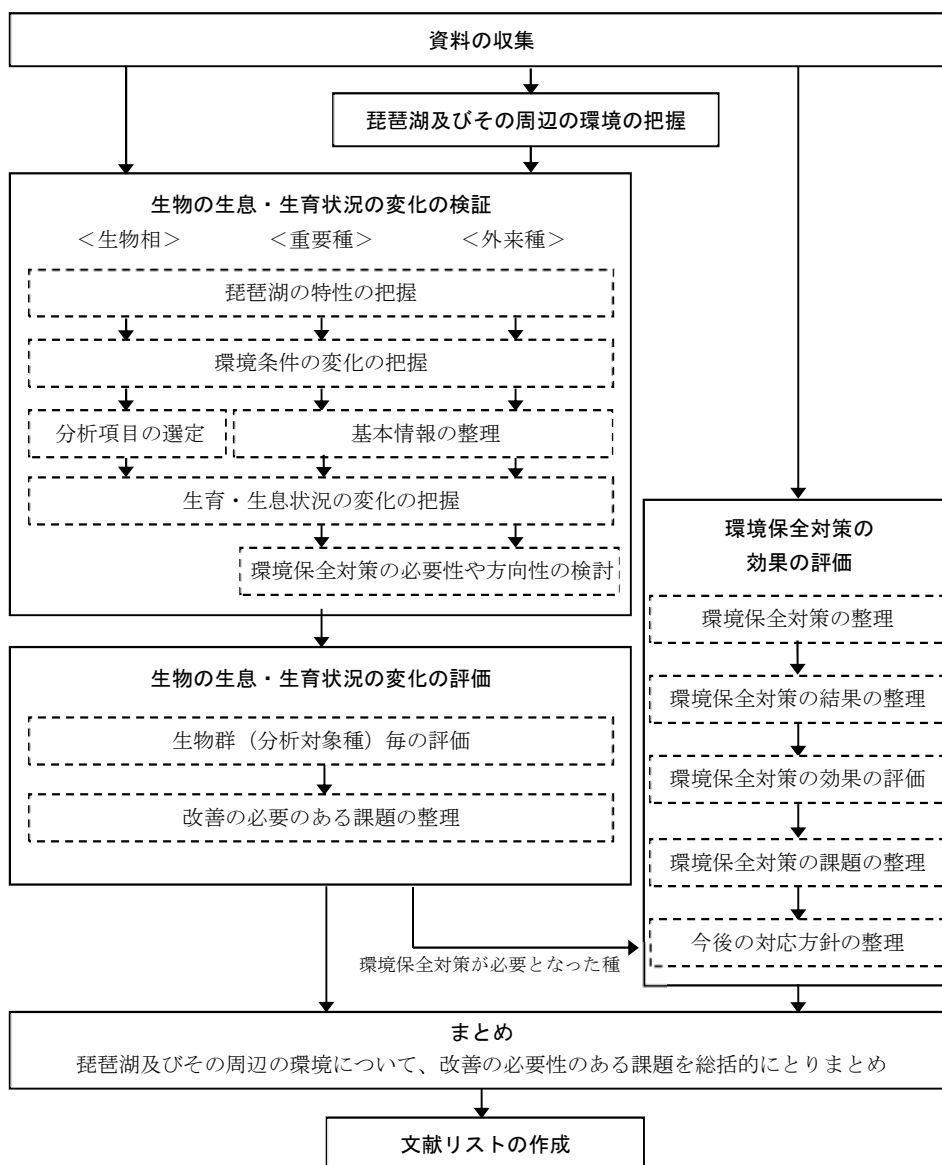 資料の収集
琵琶湖及びその周辺の環境の把握
生物の生息・生育状況の変化の検証
＜生物相＞ ＜重要種＞ ＜外来種＞
琵琶湖の特性の把握
環境条件の変化の把握
分析項目の選定 基本情報の整理
生育・生息状況の変化の把握
環境保全対策の必要性や方向性の検討
生物の生息・生育状況の変化の評価
生物群（分析対象種）毎の評価
改善の必要のある課題の整理
環境保全対策の
効果の評価
環境保全対策の整理
環境保全対策の結果の整理
環境保全対策の効果の評価
環境保全対策の課題の整理
今後の対応方針の整理
環境保全対策が必要となった種
まとめ
琵琶湖及びその周辺の環境について、改善の必要性のある課題を総括的にとりまとめ
文献リストの作成